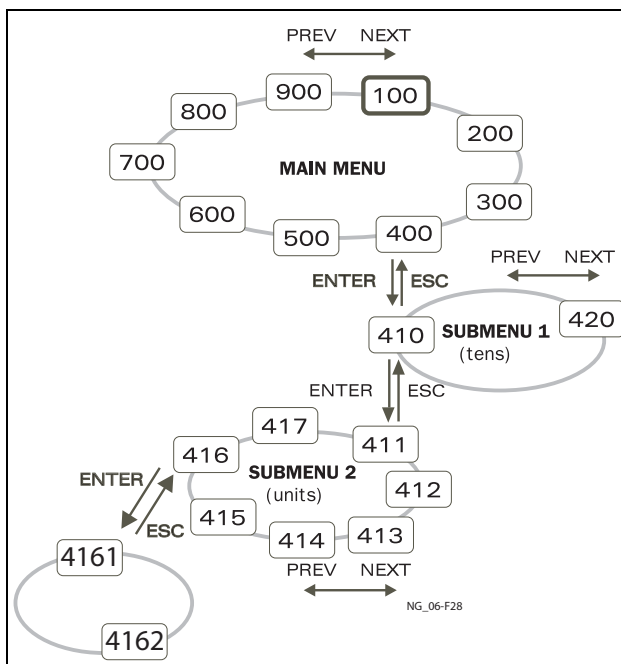 PREV NEXT
900 100
800 200
700 MAIN MENU
600 300
500 400
ENTER ESC
PREV NEXT
410 SUBMENU 1 420
(tens)
ENTER ESC
417 411
416 SUBMENU 2 412
(units)
ENTER
415 413
ESC 414
4161
PREV NEXT
4162
NG_06-F28